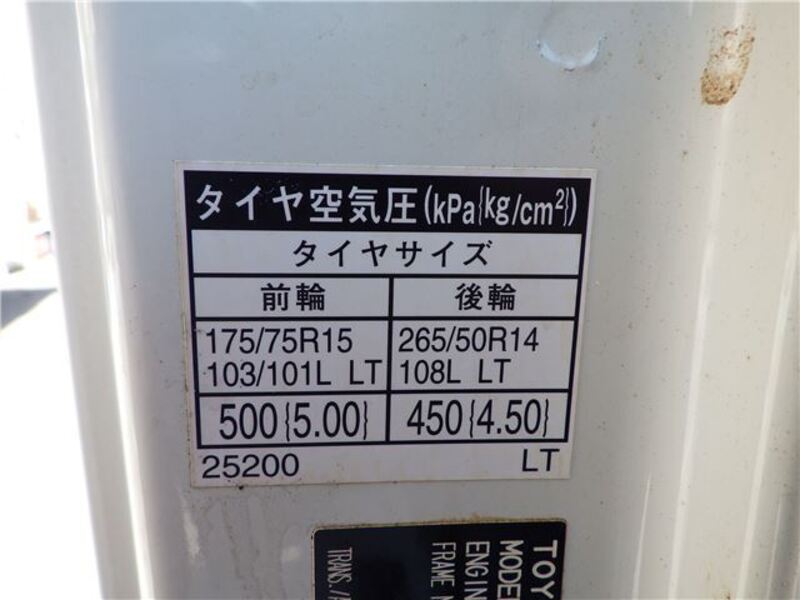 タイヤ空気圧(kPa{kg/cm²})
タイヤサイズ
前輪 後輪
175/75R15 265/50R14
103/101L LT 108L LT
500{5.00} 450{4.50}
25200 LT
TOY
MODE
ENGIN
FRAME N
TRANS./